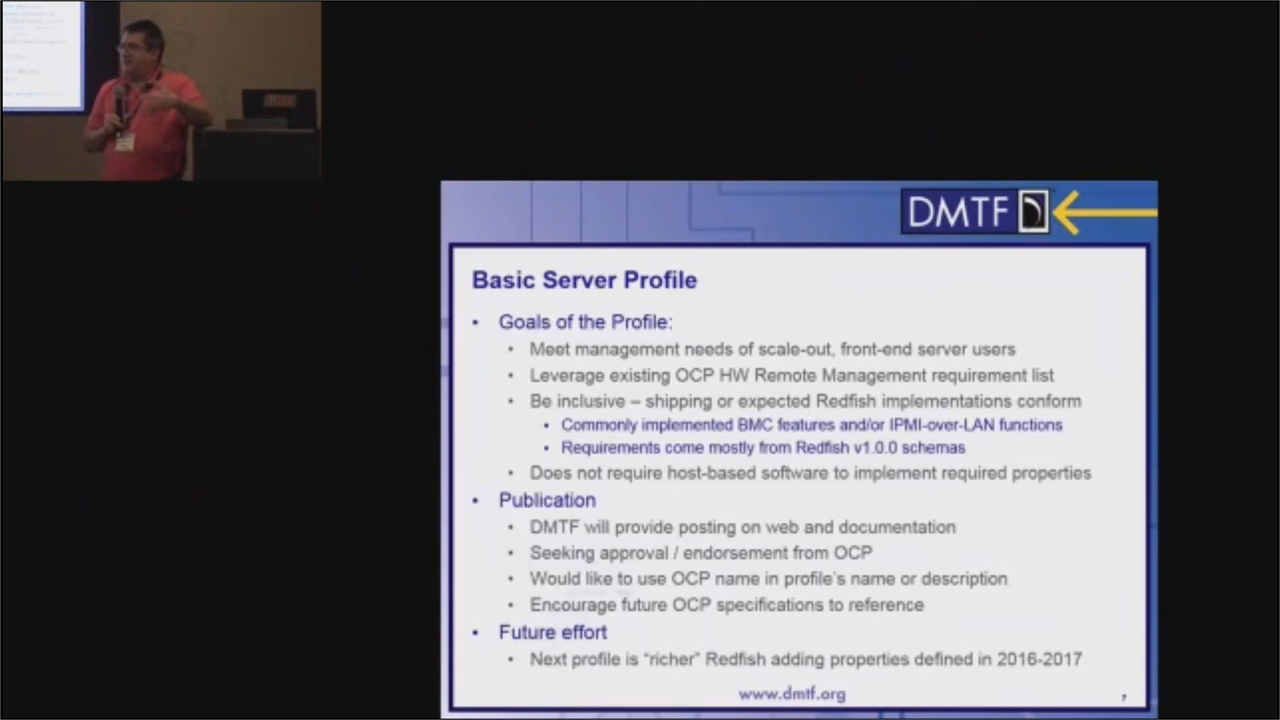 DMTF
Basic Server Profile
• Goals of the Profile:
• Meet management needs of scale-out, front-end server users
• Leverage existing OCP HW Remote Management requirement list
• Be inclusive – shipping or expected Redfish implementations conform
• Commonly implemented BMC features and/or IPMI-over-LAN functions
• Requirements come mostly from Redfish v1.0.0 schemas
• Does not require host-based software to implement required properties
• Publication
• DMTF will provide posting on web and documentation
• Seeking approval / endorsement from OCP
• Would like to use OCP name in profile's name or description
• Encourage future OCP specifications to reference
• Future effort
• Next profile is “richer” Redfish adding properties defined in 2016-2017
www.dmtf.org
7